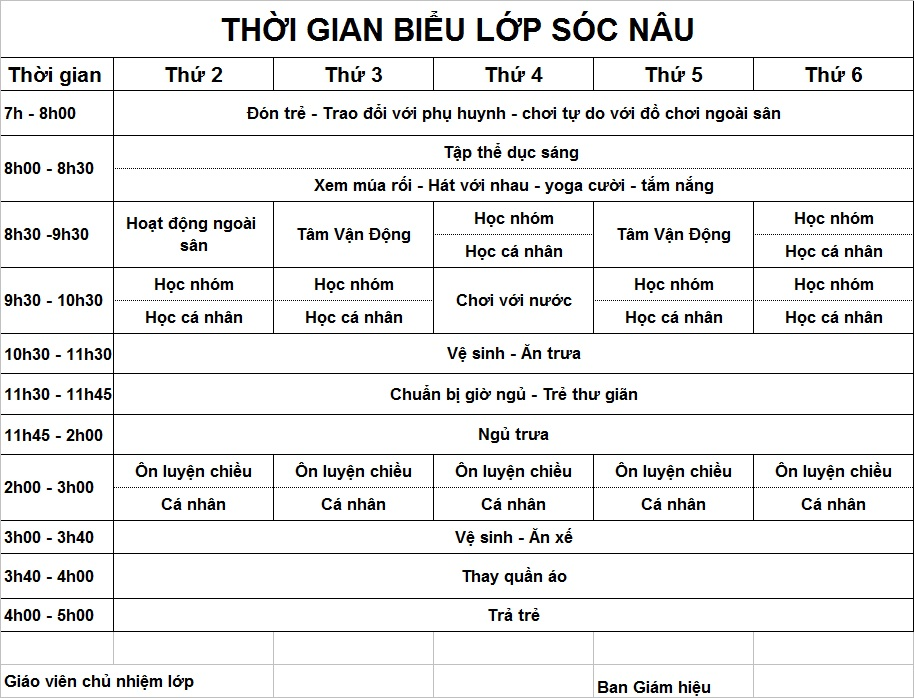 THỜI GIAN BIỂU LỚP SÓC NÂU
Thời gian Thứ 2 Thứ 3 Thứ 4 Thứ 5 Thứ 6
7h - 8h00 Đón trẻ - Trao đổi với phụ huynh - chơi tự do với đồ chơi ngoài sân
8h00 - 8h30
Tập thể dục sáng
Xem múa rối - Hát với nhau - yoga cười - tắm nắng
8h30 -9h30
Hoạt động ngoài
sân
Tâm Vận Động
Học nhóm
Học cá nhân
Tâm Vận Động
Học nhóm
Học cá nhân
9h30 - 10h30
Học nhóm
Học cá nhân
Học nhóm
Học cá nhân
Chơi với nước
Học nhóm
Học cá nhân
Học nhóm
Học cá nhân
10h30 - 11h30 Vệ sinh - Ăn trưa
11h30 - 11h45 Chuẩn bị giờ ngủ - Trẻ thư giãn
11h45 - 2h00 Ngủ trưa
2h00 - 3h00
Ôn luyện chiều Ôn luyện chiều Ôn luyện chiều Ôn luyện chiều Ôn luyện chiều
Cá nhân Cá nhân Cá nhân Cá nhân Cá nhân
3h00 - 3h40 Vệ sinh - Ăn xế
3h40 - 4h00 Thay quần áo
4h00 - 5h00 Trả trẻ
Giáo viên chủ nhiệm lớp Ban Giám hiệu